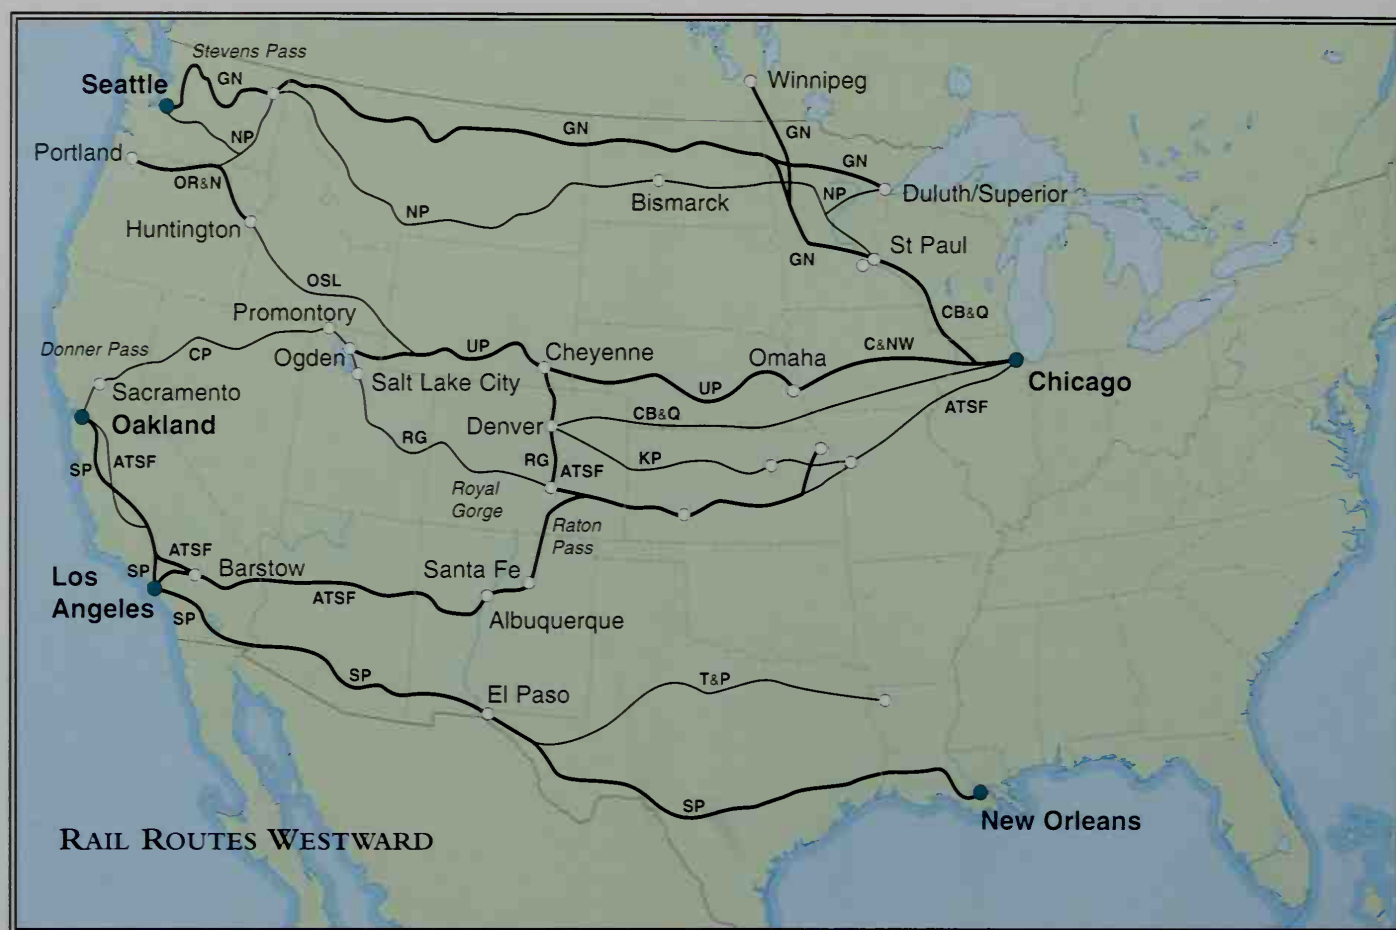 Stevens Pass
Seattle
GN
Winnipeg
NP
GN
GN
GN
Portland
OR&N
NP
Bismarck
NP
Duluth/Superior
Huntington
GN
St Paul
OSL
CB&Q
Promontory
Donner Pass
CP
Ogden
UP
Cheyenne
Omaha
C&NW
Salt Lake City
UP
Chicago
Sacramento
Oakland
CB&Q
ATSF
Denver
RG
KP
SP
ATSF
RG
ATSF
Royal
Gorge
Raton
Pass
ATSF
SP
Barstow
Santa Fe
Los
Angeles
ATSF
Albuquerque
SP
SP
El Paso
T&P
SP
New Orleans
RAIL ROUTES WESTWARD